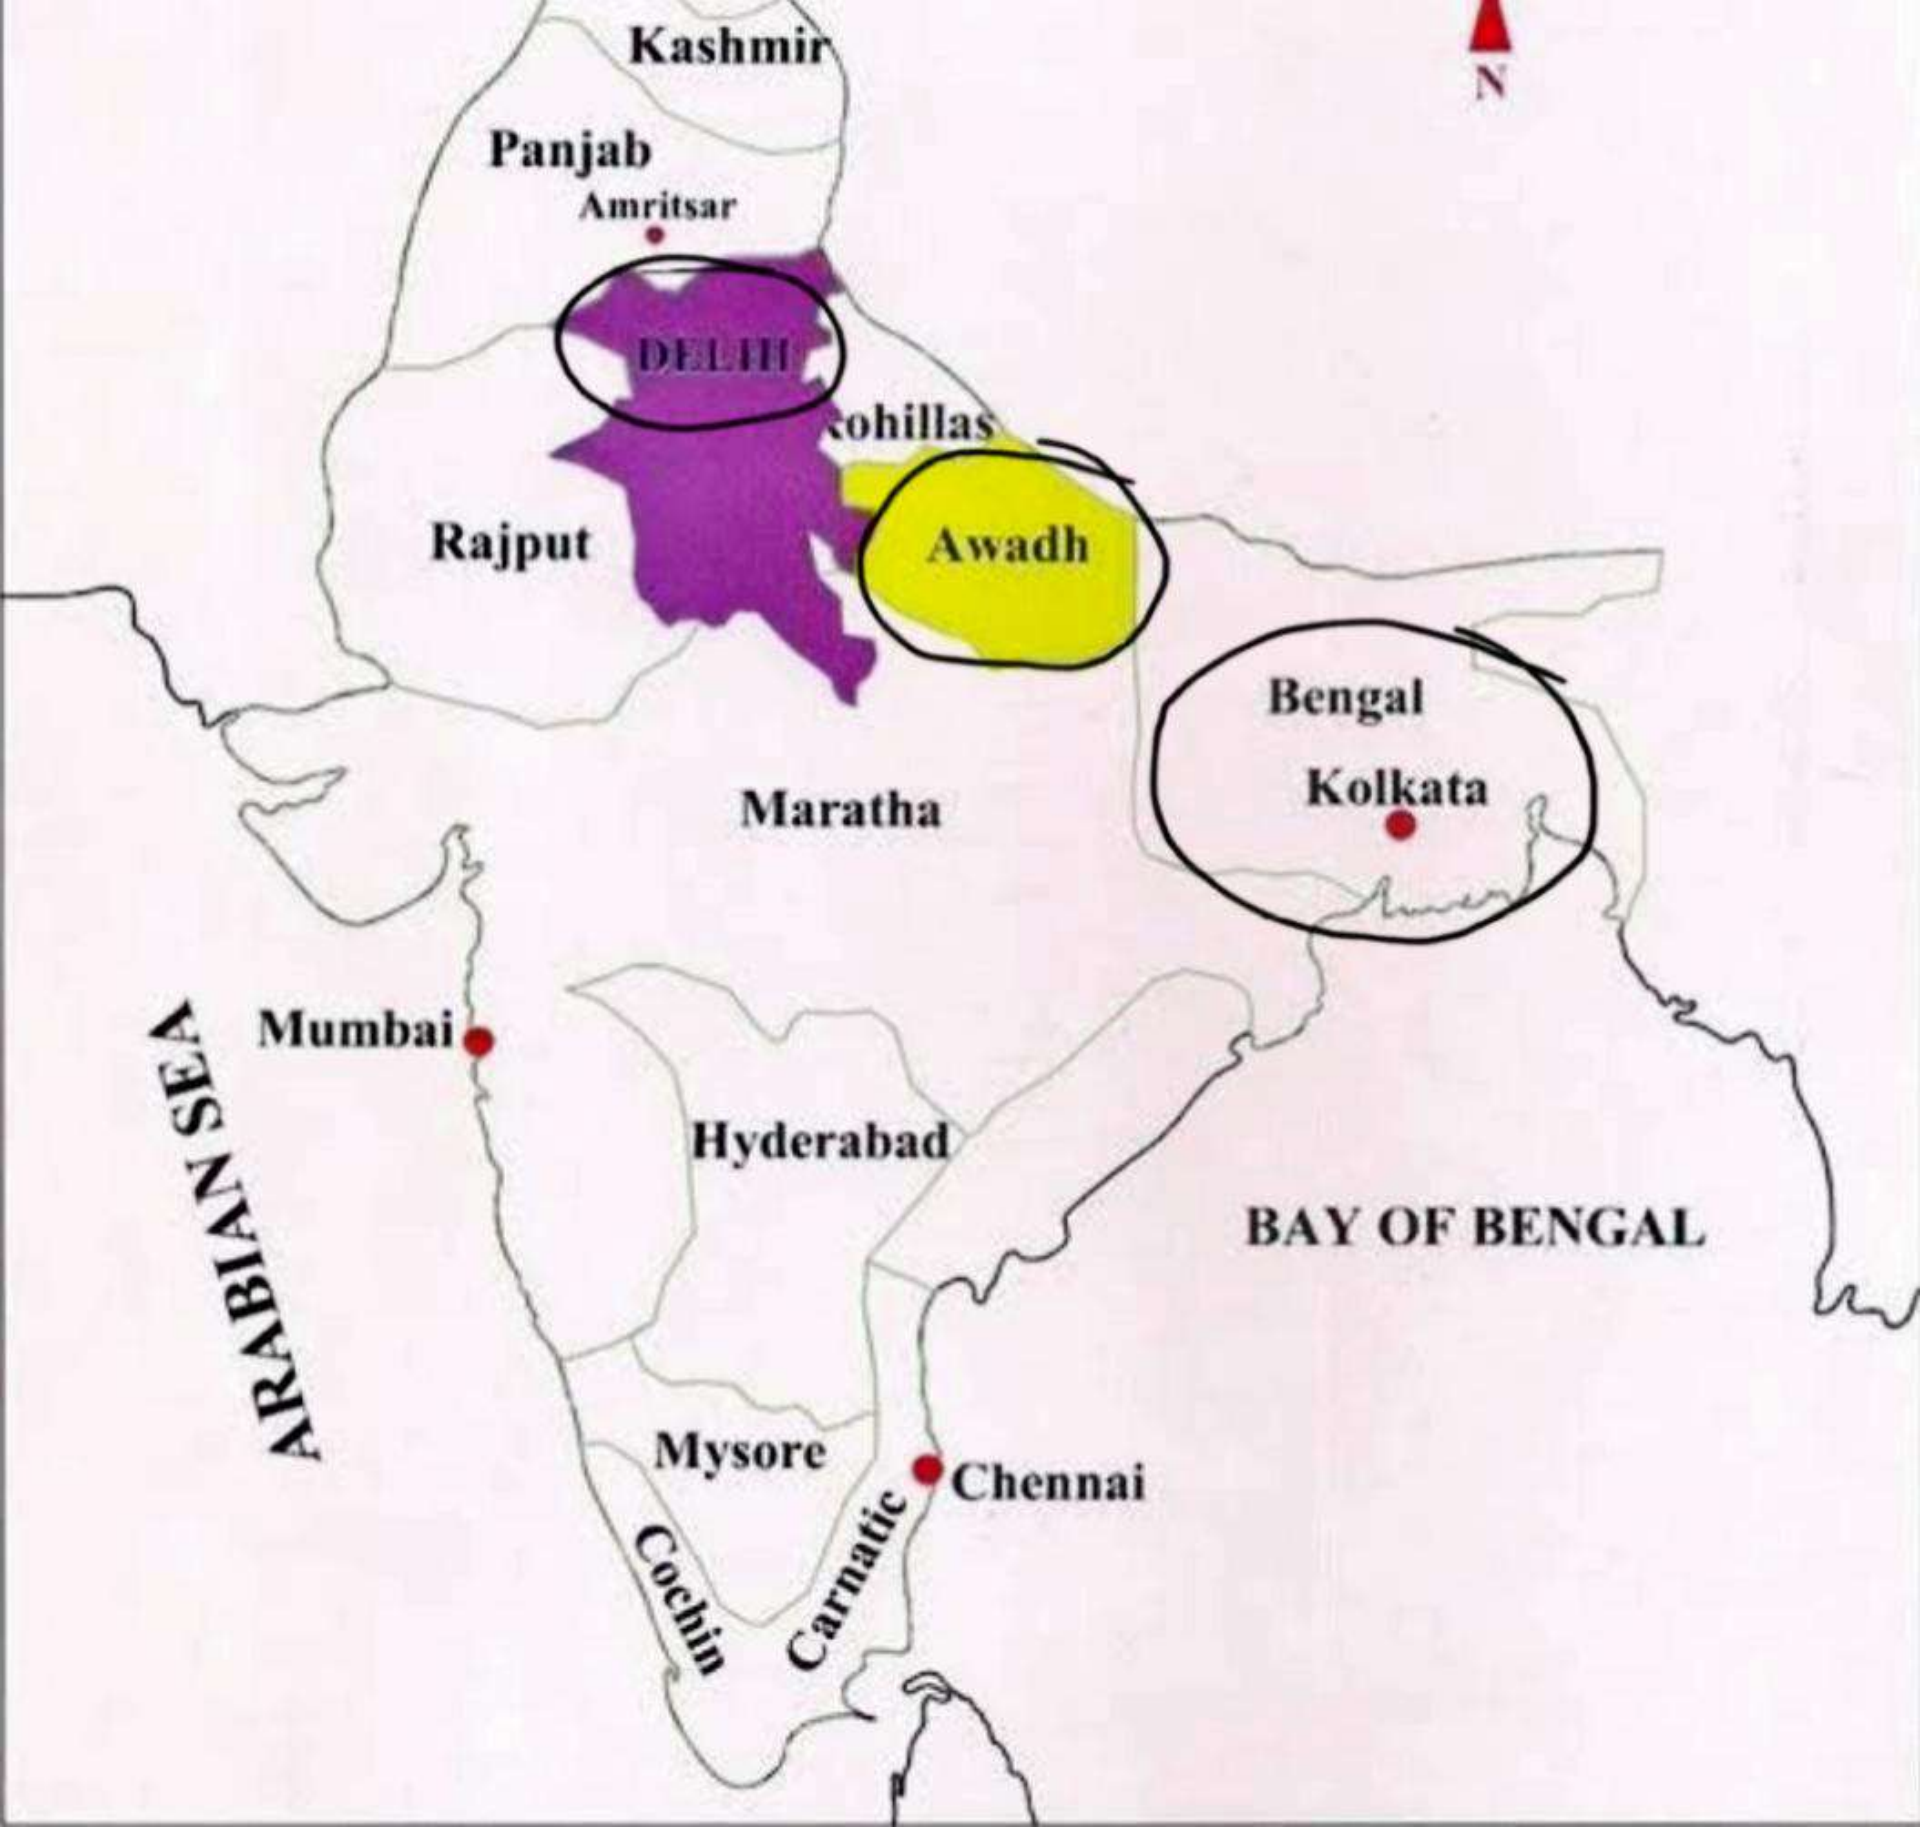 Kashmir
N
Panjab
Amritsar
DELHI
ohillas
Awadh
Rajput
Bengal
Kolkata
Maratha
Mumbai
ARABIAN SEA
Hyderabad
BAY OF BENGAL
Mysore
Chennai
Cochin
Carnatic